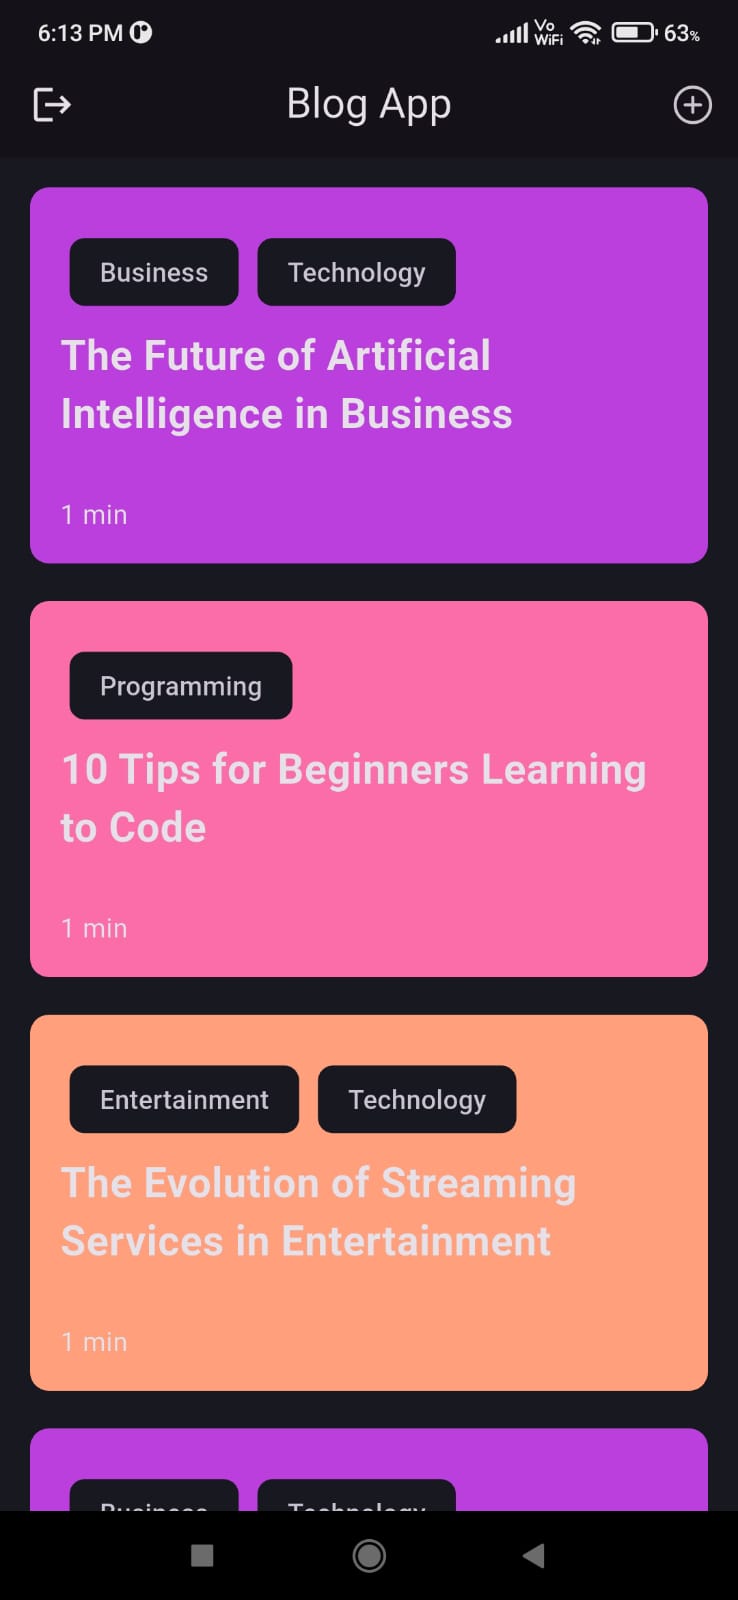 6:13 PM
Vo
WiFi
63%
Blog App
Business
Technology
The Future of Artificial
Intelligence in Business
1 min
Programming
10 Tips for Beginners Learning
to Code
1 min
Entertainment
Technology
The Evolution of Streaming
Services in Entertainment
1 min
Business
Technology